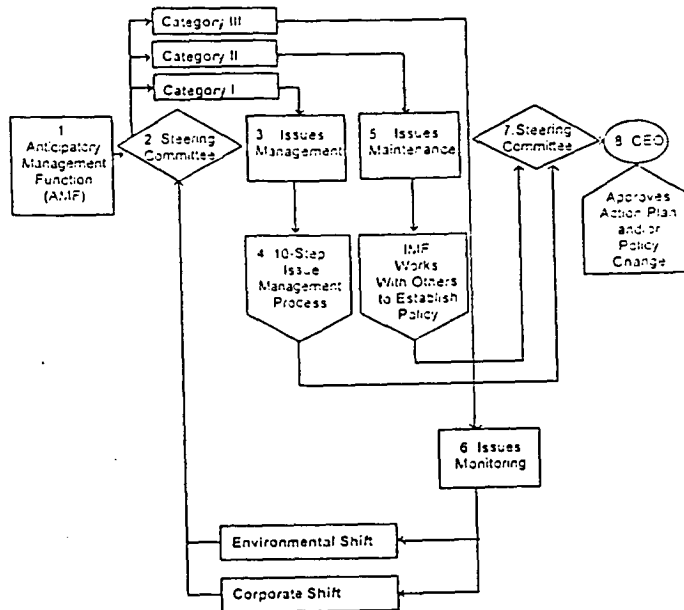 Category III
Category II
Category I
1
Anticipatory
Management
Function
(AMF)
2. Steering
Committee
3 Issues
Management
5 Issues
Maintenance
7. Steering
Committee
8 CEO
Approves
Action Plan
and/or
Policy
Change
4 10-Step
Issue
Management
Process
IMF
Works
With Others
to Establish
Policy
6 Issues
Monitoring
Environmental Shift
Corporate Shift